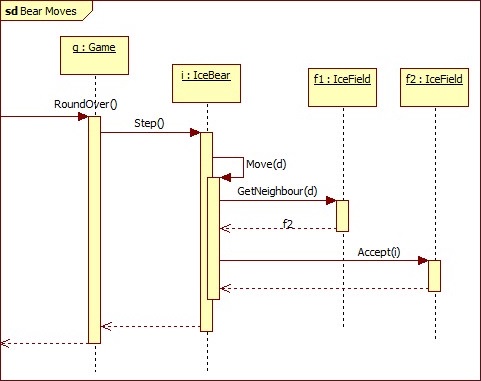 sd Bear Moves
g : Game
i : IceBear
f1 : IceField
f2 : IceField
RoundOver()
Step()
Move(d)
GetNeighbour(d)
f2
Accept(i)